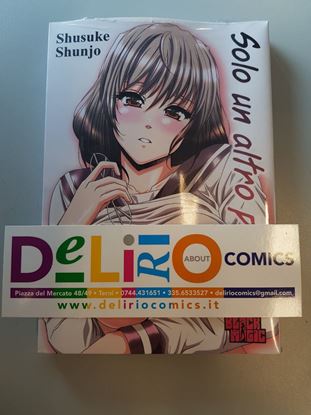 Shusuke
Shunjo
Solo un altro
DeLiRiO
ABOUT
COMICS
Piazza del Mercato 48/49 • Terni • 0744.431651 • 335.6533527 • deliriocomics@gmail.com
www.deliriocomics.it
BLACK MAGIC